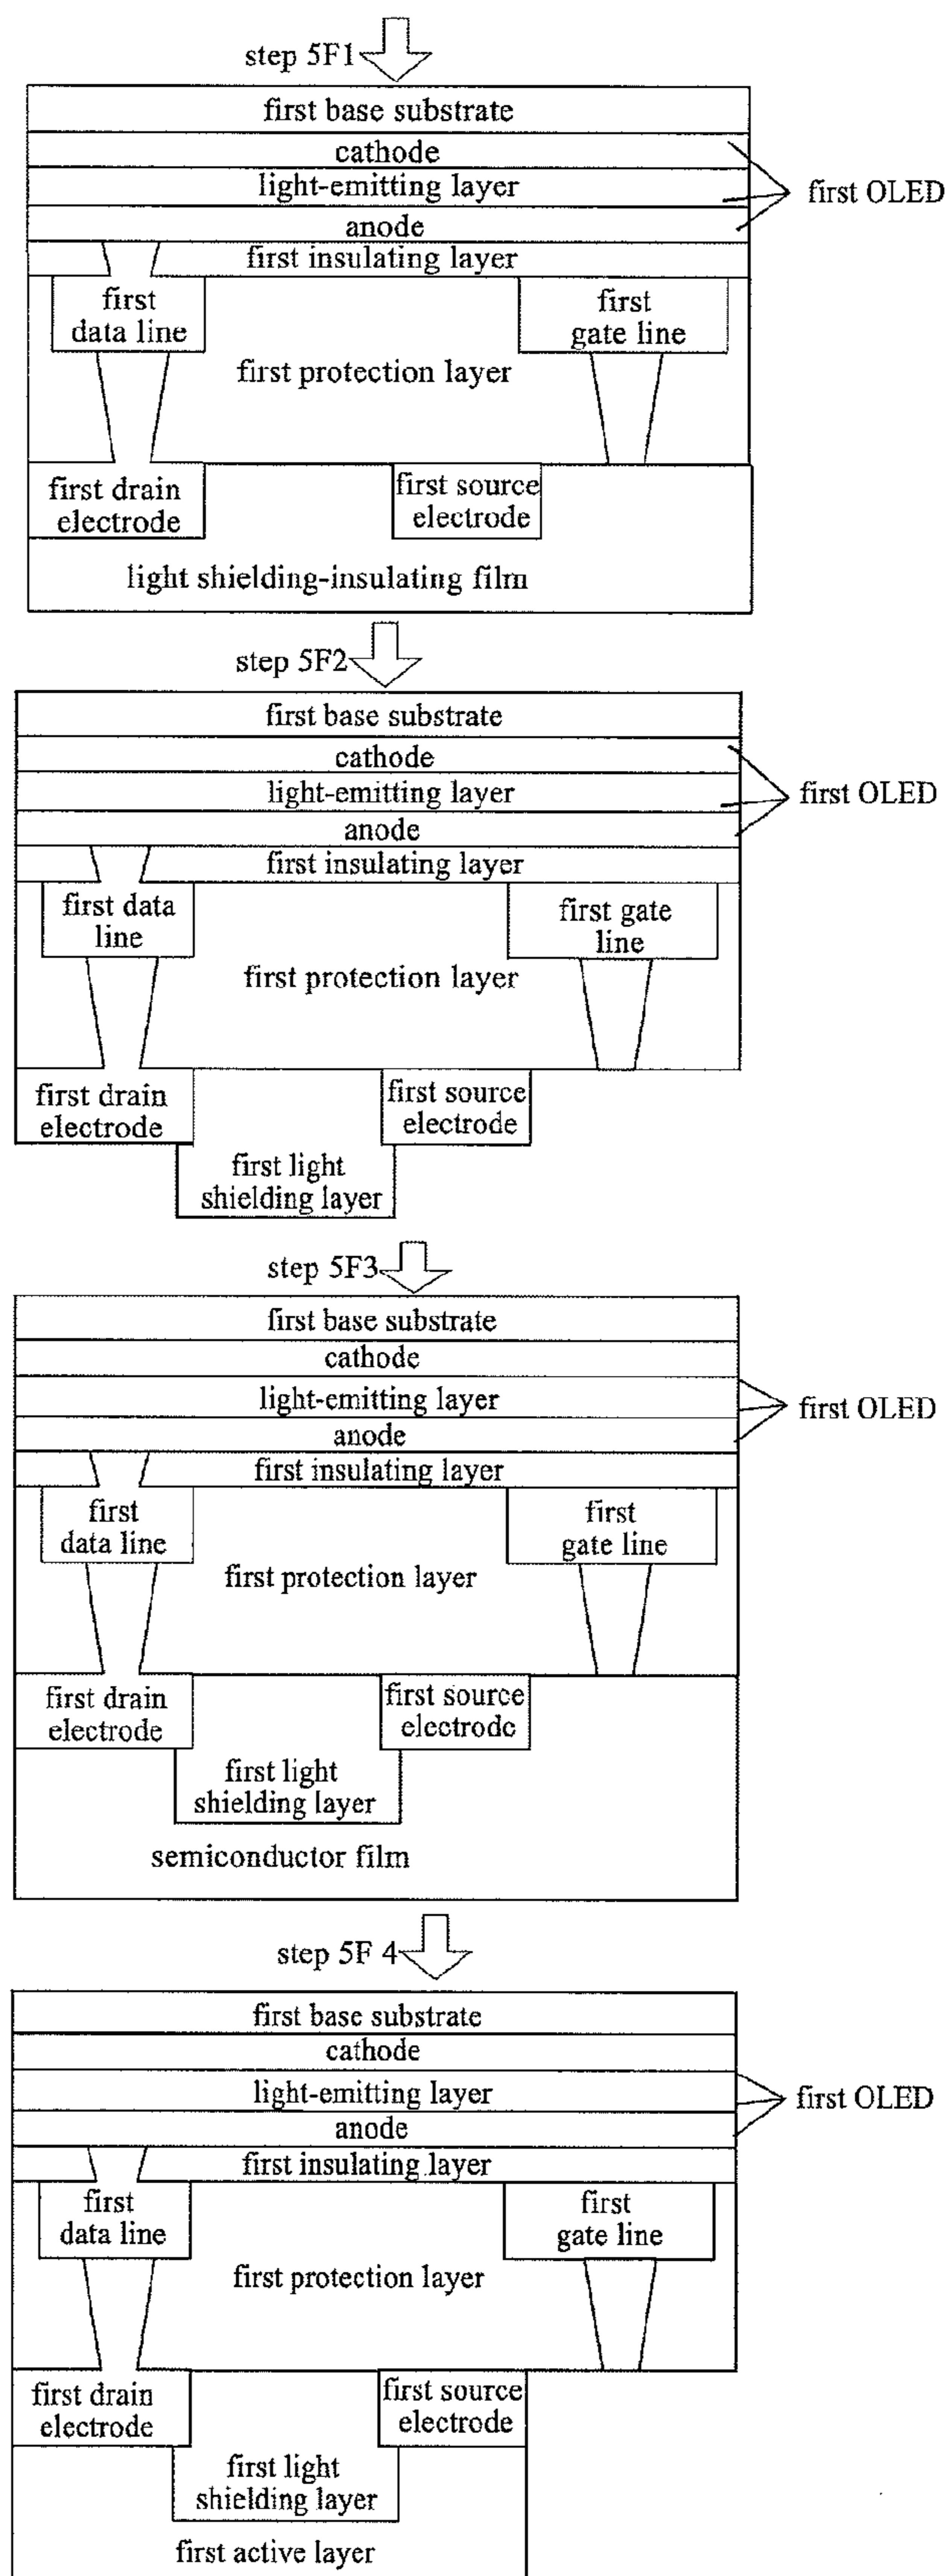 step 5F1
first base substrate
cathode
light-emitting layer
first OLED
anode
first insulating layer
first
data line
first
gate line
first protection layer
first drain
electrode
first source
electrode
light shielding-insulating film
step 5F2
first base substrate
cathode
light-emitting layer
first OLED
anode
first insulating layer
first data
line
first gate
line
first protection layer
first drain
electrode
first source
electrode
first light
shielding layer
step 5F3
first base substrate
cathode
light-emitting layer
first OLED
anode
first insulating layer
first
data line
first
gate line
first protection layer
first drain
electrode
first source
electrode
first light
shielding layer
semiconductor film
step 5F 4
first base substrate
cathode
light-emitting layer
first OLED
anode
first insulating layer
first
data line
first
gate line
first protection layer
first drain
electrode
first source
electrode
first light
shielding layer
first active layer